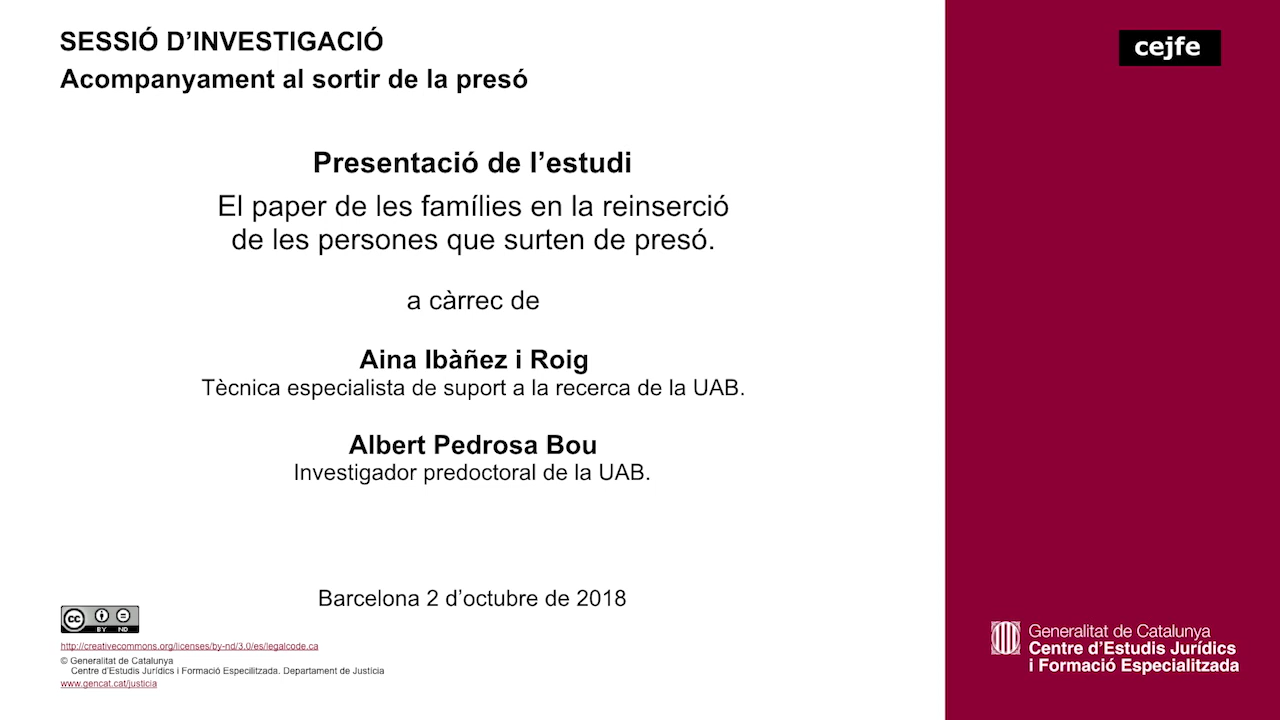 SESSIÓ D’INVESTIGACIÓ
Acompanyament al sortir de la presó
cejfe
Presentació de l’estudi
El paper de les famílies en la reinserció
de les persones que surten de presó.
a càrrec de
Aina Ibàñez i Roig
Tècnica especialista de suport a la recerca de la UAB.
Albert Pedrosa Bou
Investigador predoctoral de la UAB.
Barcelona 2 d’octubre de 2018
cc BY ND
http://creativecommons.org/licenses/by-nd/3.0/es/legalcode.ca
© Generalitat de Catalunya
Centre d’Estudis Jurídics i Formació Especilitzada. Departament de Justícia
www.gencat.cat/justicia
Generalitat de Catalunya
Centre d’Estudis Jurídics
i Formació Especialitzada